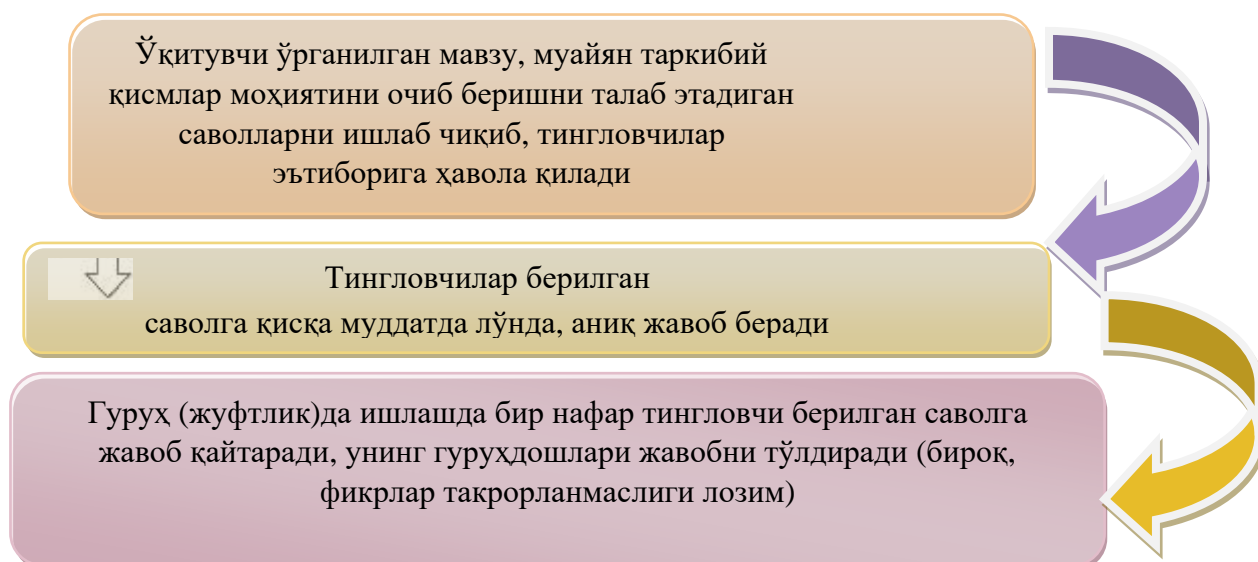 Ўқитувчи ўрганилган мавзу, муайян таркибий
қисмлар моҳиятини очиб беришни талаб этадиган
саволларни ишлаб чиқиб, тингловчилар
эътиборига ҳавола қилади
Тингловчилар берилган
саволга қисқа муддатда лўнда, аниқ жавоб беради
Гуруҳ (жуфтлик)да ишлашда бир нафар тингловчи берилган саволга
жавоб қайтаради, унинг гуруҳдошлари жавобни тўлдиради (бироқ,
фикрлар такрорланмаслиги лозим)